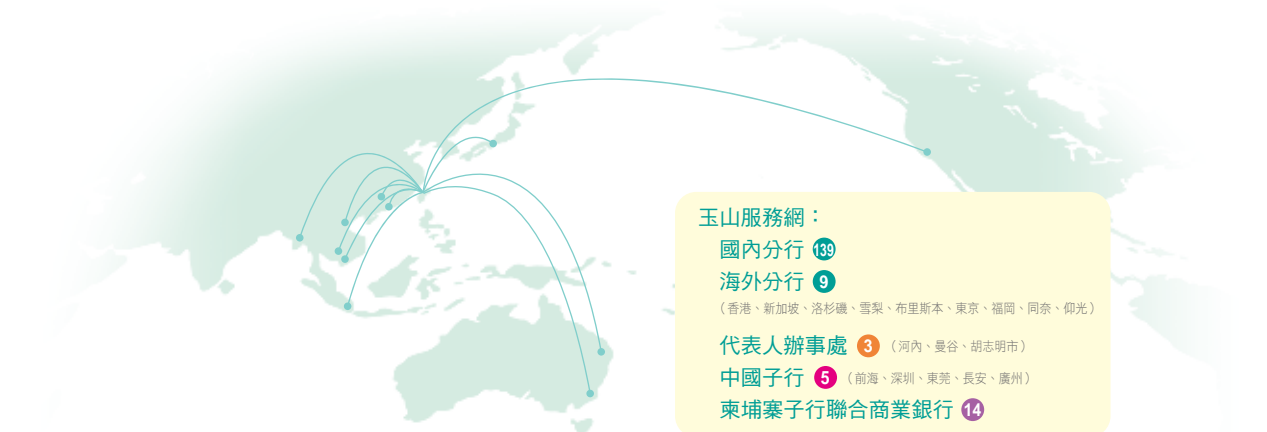 玉山服務網：
國內分行 139
海外分行 9
（香港、新加坡、洛杉磯、雪梨、布里斯本、東京、福岡、同奈、仰光）
代表人辦事處 3 （河內、曼谷、胡志明市）
中國子行 5 （前海、深圳、東莞、長安、廣州）
柬埔寨子行聯合商業銀行 14